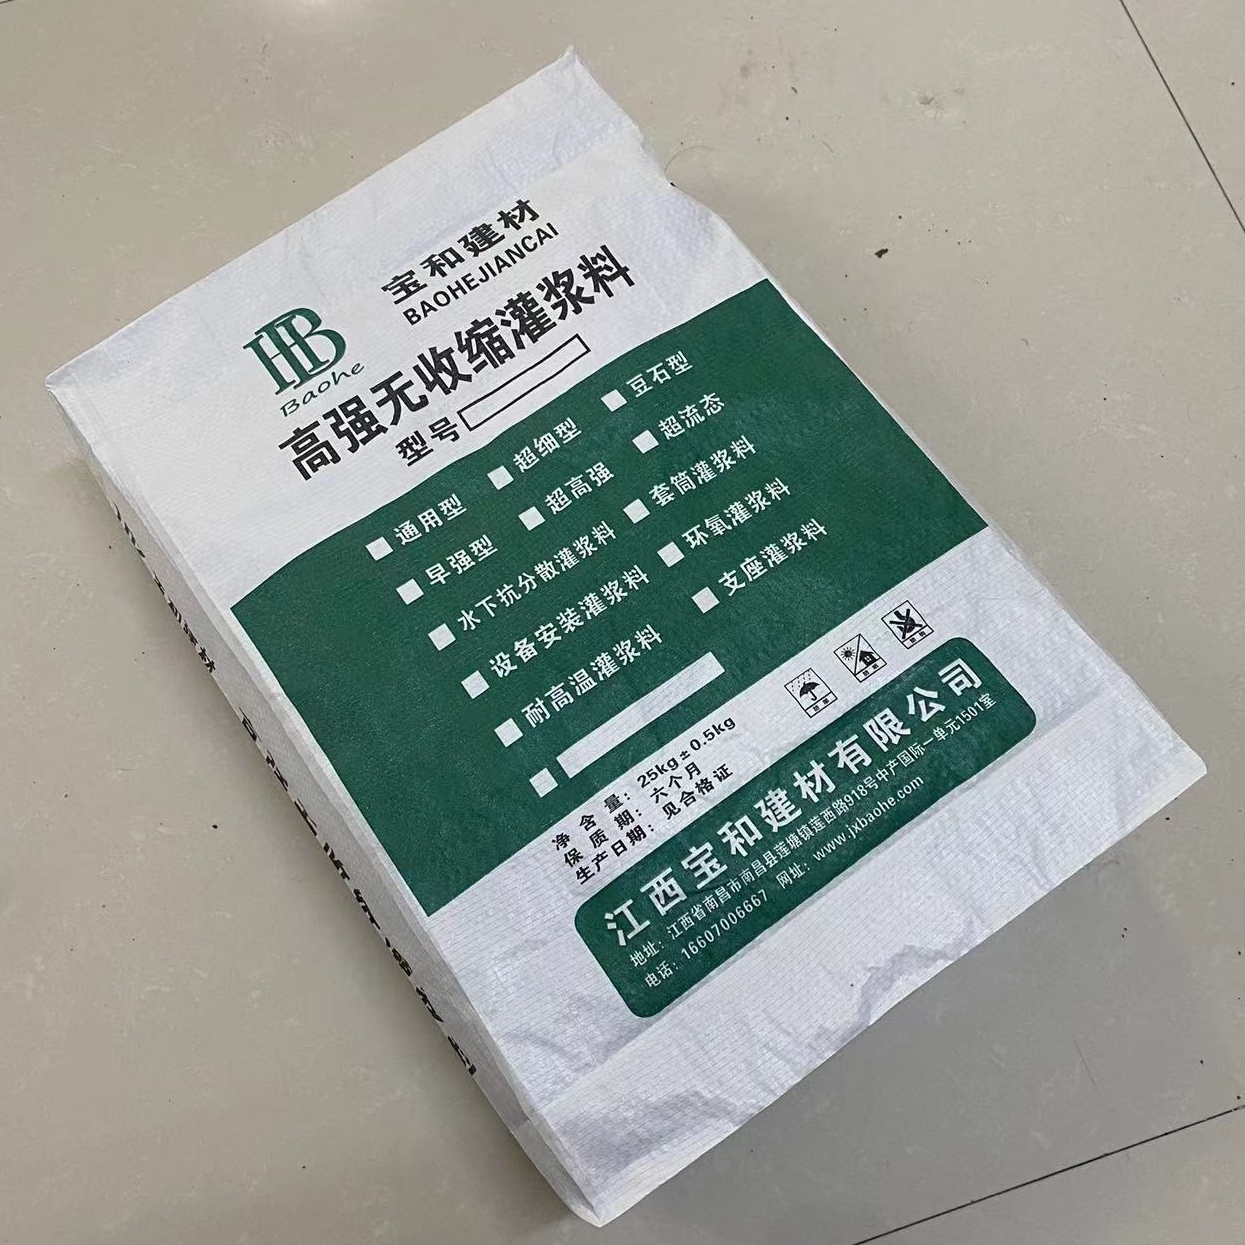 HB
Baohe
宝和建材
BAOHEJIANCAI
高强无收缩灌浆料
型号
通用型 超细型 豆石型
早强型 超高强 超流态
水下抗分散灌浆料 套筒灌浆料
设备安装灌浆料 环氧灌浆料
耐高温灌浆料 支座灌浆料
净含量：25kg±0.5kg
保质期：六个月
生产日期：见合格证
江西宝和建材有限公司
地址：江西省南昌市南昌县莲塘镇莲西路918号中产国际一单元1501室
电话：16607006667 网址：www.jxbaohe.com